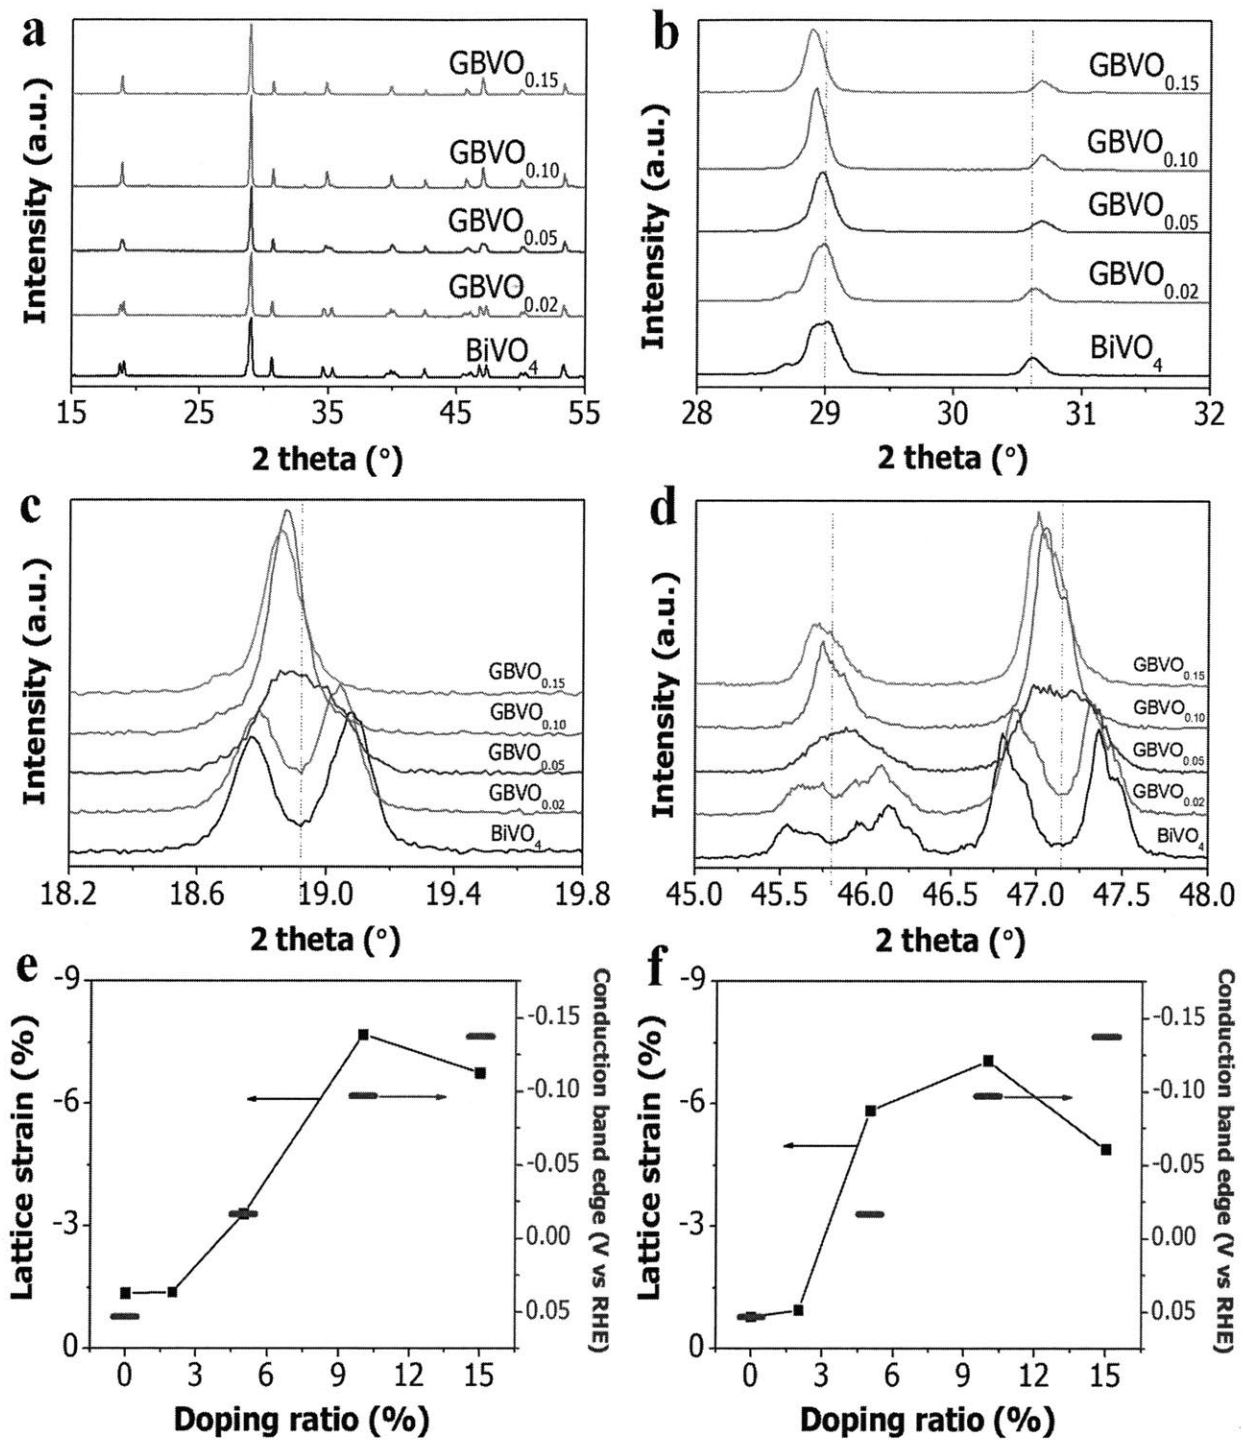 a
Intensity (a.u.)
GBVO0.15
GBVO0.10
GBVO0.05
GBVO0.02
BiVO4
15 25 35 45 55
2 theta (°)
b
Intensity (a.u.)
GBVO0.15
GBVO0.10
GBVO0.05
GBVO0.02
BiVO4
28 29 30 31 32
2 theta (°)
c
Intensity (a.u.)
GBVO0.15
GBVO0.10
GBVO0.05
GBVO0.02
BiVO4
18.2 18.6 19.0 19.4 19.8
2 theta (°)
d
Intensity (a.u.)
GBVO0.15
GBVO0.10
GBVO0.05
GBVO0.02
BiVO4
45.0 45.5 46.0 46.5 47.0 47.5 48.0
2 theta (°)
e
Lattice strain (%)
-9
-6
-3
0
Conduction band edge (V vs RHE)
-0.15
-0.10
-0.05
0.00
0.05
0 3 6 9 12 15
Doping ratio (%)
f
Lattice strain (%)
-9
-6
-3
0
Conduction band edge (V vs RHE)
-0.15
-0.10
-0.05
0.00
0.05
0 3 6 9 12 15
Doping ratio (%)